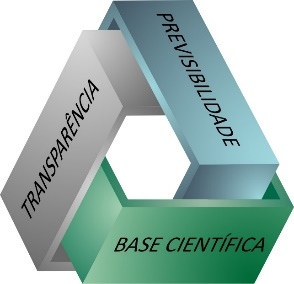 TRANSPARÊNCIA
PREVISIBILIDADE
BASE CIENTÍFICA